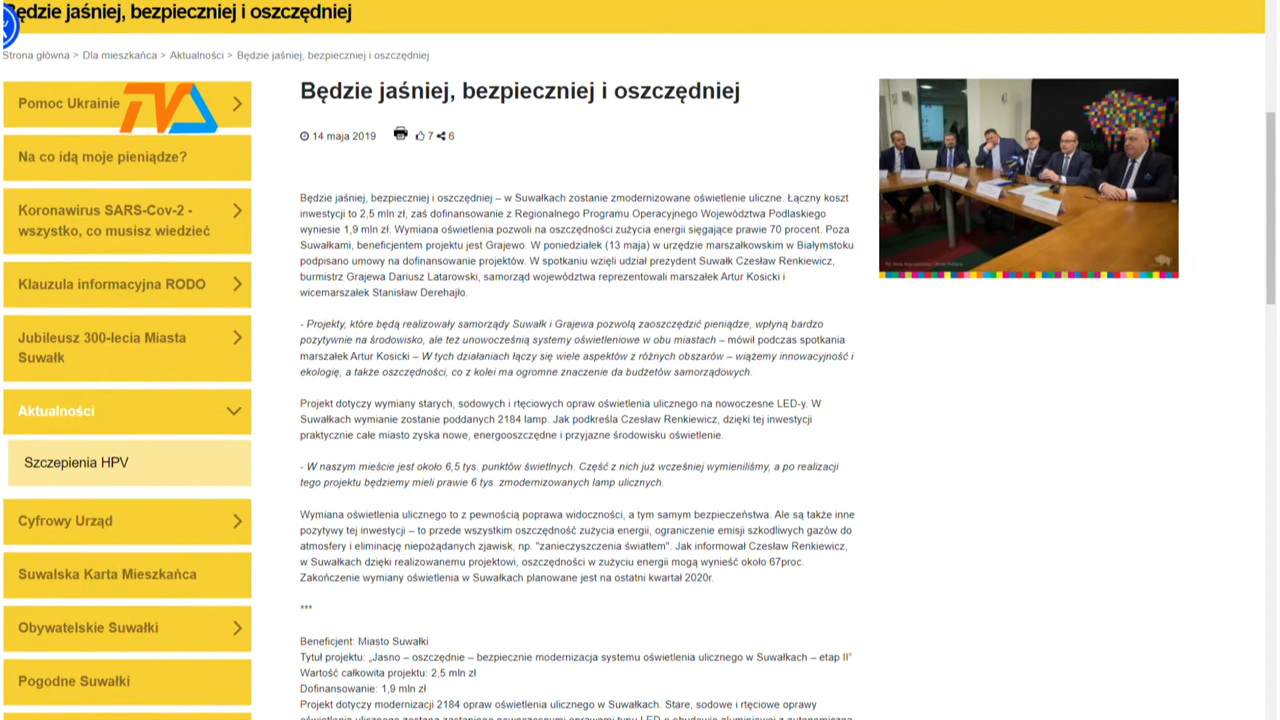 Będzie jaśniej, bezpieczniej i oszczędniej
Strona główna > Dla mieszkańca > Aktualności > Będzie jaśniej, bezpieczniej i oszczędniej
Pomoc Ukrainie
TVA
Na co idą moje pieniądze?
Koronawirus SARS-Cov-2 -
wszystko, co musisz wiedzieć
Klauzula informacyjna RODO
Jubileusz 300-lecia Miasta
Suwałk
Aktualności
Szczepienia HPV
Cyfrowy Urząd
Suwalska Karta Mieszkańca
Obywatelskie Suwałki
Pogodne Suwałki
Będzie jaśniej, bezpieczniej i oszczędniej
14 maja 2019 7 6
Będzie jaśniej, bezpieczniej i oszczędniej – w Suwałkach zostanie zmodernizowane oświetlenie uliczne. Łączny koszt
inwestycji to 2,5 mln zł, zaś dofinansowanie z Regionalnego Programu Operacyjnego Województwa Podlaskiego
wyniesie 1,9 mln zł. Wymiana oświetlenia pozwoli na oszczędności zużycia energii sięgające prawie 70 procent. Poza
Suwałkami, beneficjentem projektu jest Grajewo. W poniedziałek (13 maja) w urzędzie marszałkowskim w Białymstoku
podpisano umowy na dofinansowanie projektów. W spotkaniu wzięli udział prezydent Suwałk Czesław Renkiewicz,
burmistrz Grajewa Dariusz Latarowski, samorząd województwa reprezentowali marszałek Artur Kosicki i
wicemarszałek Stanisław Derehajło.
- Projekty, które będą realizowały samorządy Suwałk i Grajewa pozwolą zaoszczędzić pieniądze, wpłyną bardzo
pozytywnie na środowisko, ale też unowocześnią systemy oświetleniowe w obu miastach – mówił podczas spotkania
marszałek Artur Kosicki – W tych działaniach łączy się wiele aspektów z różnych obszarów – wiążemy innowacyjność i
ekologię, a także oszczędności, co z kolei ma ogromne znaczenie da budżetów samorządowych.
Projekt dotyczy wymiany starych, sodowych i rtęciowych opraw oświetlenia ulicznego na nowoczesne LED-y. W
Suwałkach wymianie zostanie poddanych 2184 lamp. Jak podkreśla Czesław Renkiewicz, dzięki tej inwestycji
praktycznie całe miasto zyska nowe, energooszczędne i przyjazne środowisku oświetlenie.
- W naszym mieście jest około 6,5 tys. punktów świetlnych. Część z nich już wcześniej wymieniliśmy, a po realizacji
tego projektu będziemy mieli prawie 6 tys. zmodernizowanych lamp ulicznych.
Wymiana oświetlenia ulicznego to z pewnością poprawa widoczności, a tym samym bezpieczeństwa. Ale są także inne
pozytywy tej inwestycji – to przede wszystkim oszczędność zużycia energii, ograniczenie emisji szkodliwych gazów do
atmosfery i eliminację niepożądanych zjawisk, np. "zanieczyszczenia światłem". Jak informował Czesław Renkiewicz,
w Suwałkach dzięki realizowanemu projektowi, oszczędności w zużyciu energii mogą wynieść około 67proc.
Zakończenie wymiany oświetlenia w Suwałkach planowane jest na ostatni kwartał 2020r.
***
Beneficjent: Miasto Suwałki
Tytuł projektu: „Jasno – oszczędnie – bezpiecznie modernizacja systemu oświetlenia ulicznego w Suwałkach – etap II"
Wartość całkowita projektu: 2,5 mln zł
Dofinansowanie: 1,9 mln zł
Projekt dotyczy modernizacji 2184 opraw oświetlenia ulicznego w Suwałkach. Stare, sodowe i rtęciowe oprawy